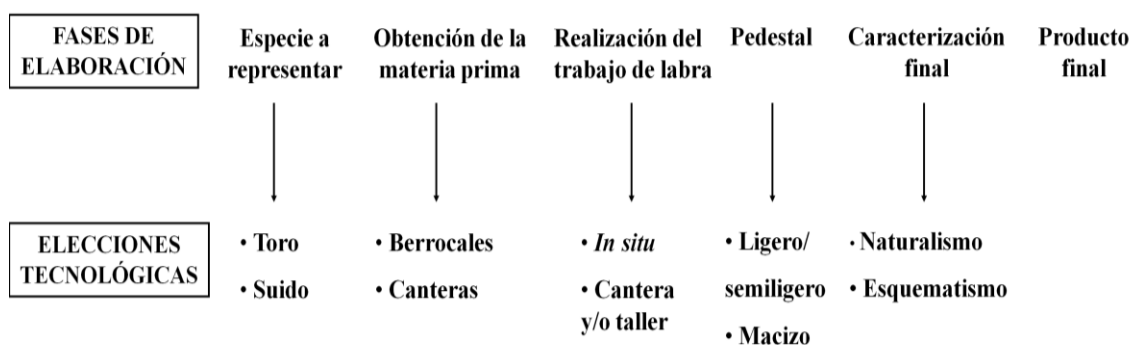 FASES DE
ELABORACIÓN
Especie a
representar
Obtención de la
materia prima
Realización del
trabajo de labra
Pedestal
Caracterización
final
Producto
final
ELECCIONES
TECNOLÓGICAS
• Toro
• Suido
• Berrocales
• Canteras
• In situ
• Cantera
y/o taller
• Ligero/
semiligero
• Macizo
· Naturalismo
• Esquematismo